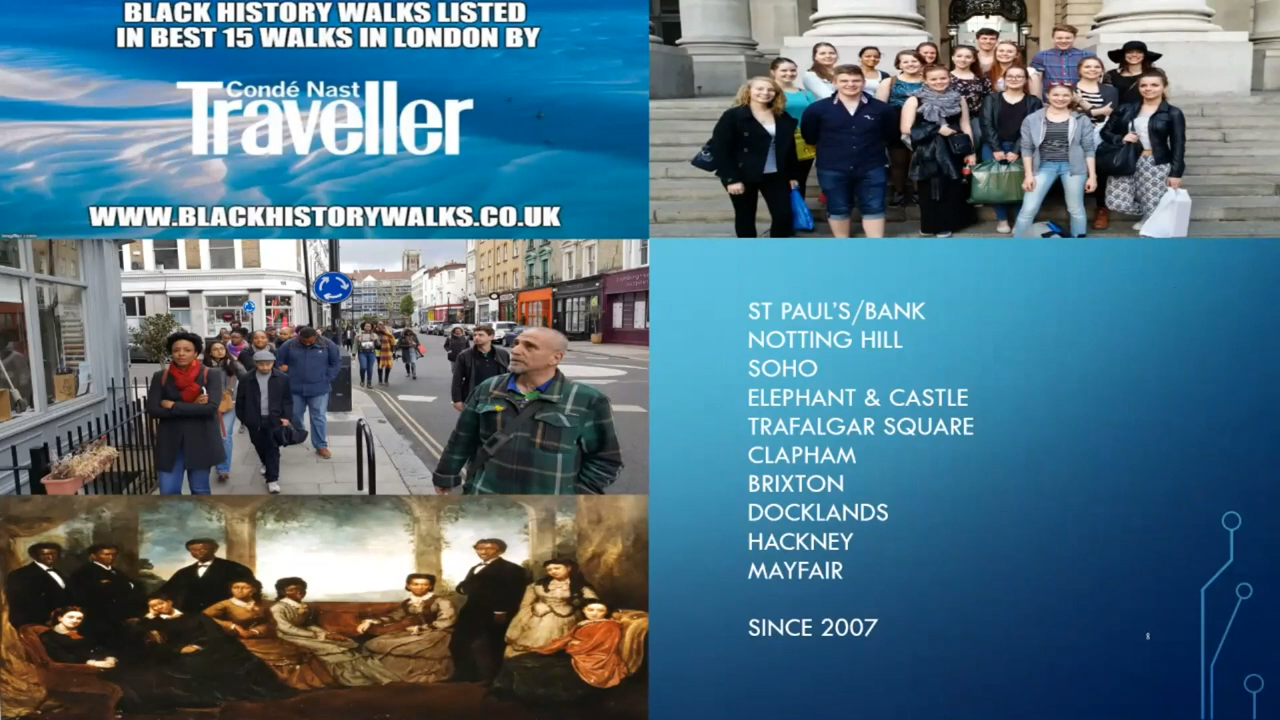 BLACK HISTORY WALKS LISTED
IN BEST 15 WALKS IN LONDON BY
Condé Nast
Traveller
WWW.BLACKHISTORYWALKS.CO.UK
ST PAUL'S/BANK
NOTTING HILL
SOHO
ELEPHANT & CASTLE
TRAFALGAR SQUARE
CLAPHAM
BRIXTON
DOCKLANDS
HACKNEY
MAYFAIR
SINCE 2007
8